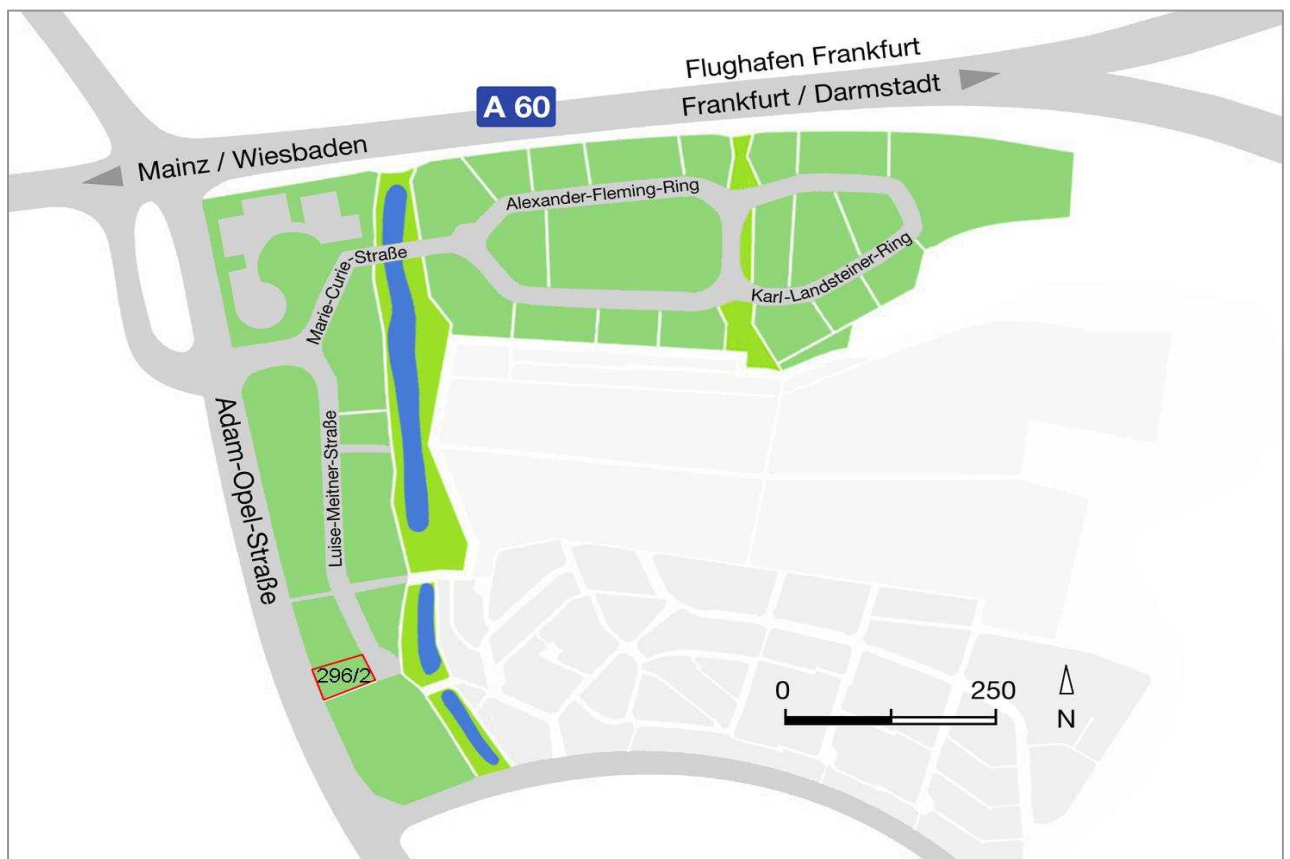 Flughafen Frankfurt
Frankfurt / Darmstadt
A 60
Mainz / Wiesbaden
Alexander-Fleming-Ring
Marie-Curie-Straße
Karl-Landsteiner-Ring
Adam-Opel-Straße
Luise-Meitner-Straße
296/2
0 250
N